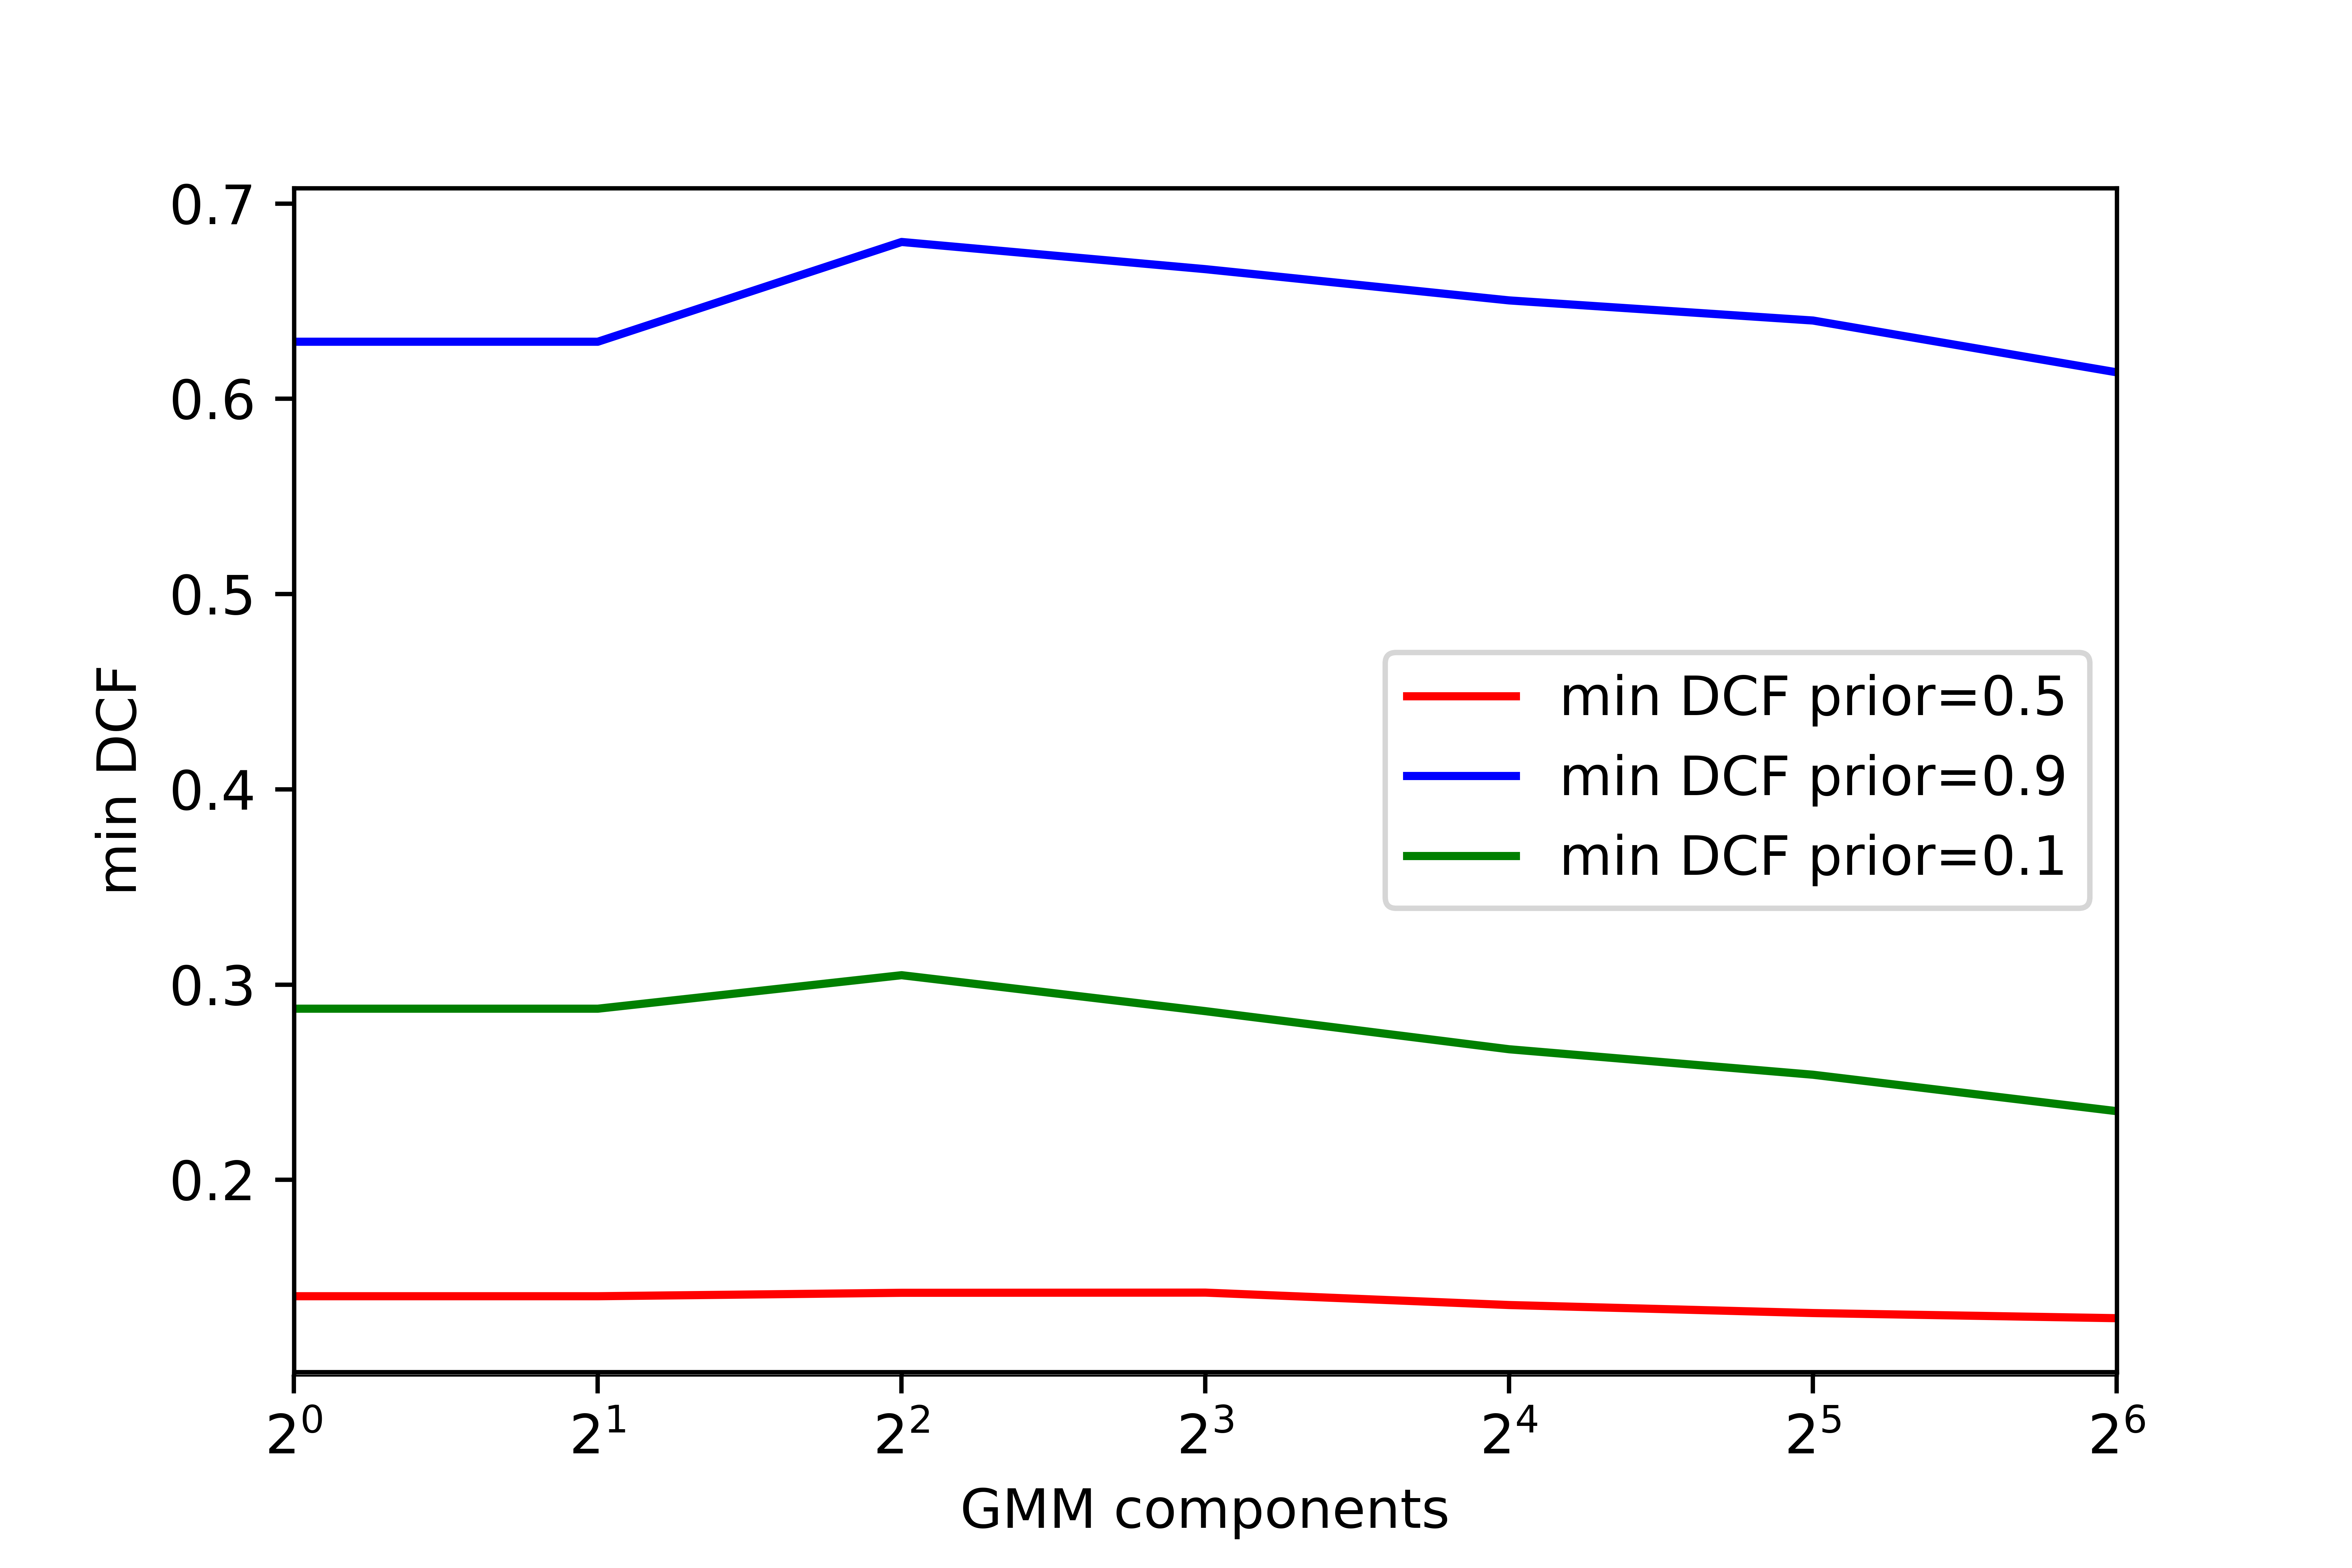 0.7
0.6
0.5
0.4
0.3
0.2
min DCF
min DCF prior=0.5
min DCF prior=0.9
min DCF prior=0.1
2⁰ 2¹ 2² 2³ 2⁴ 2⁵ 2⁶
GMM components